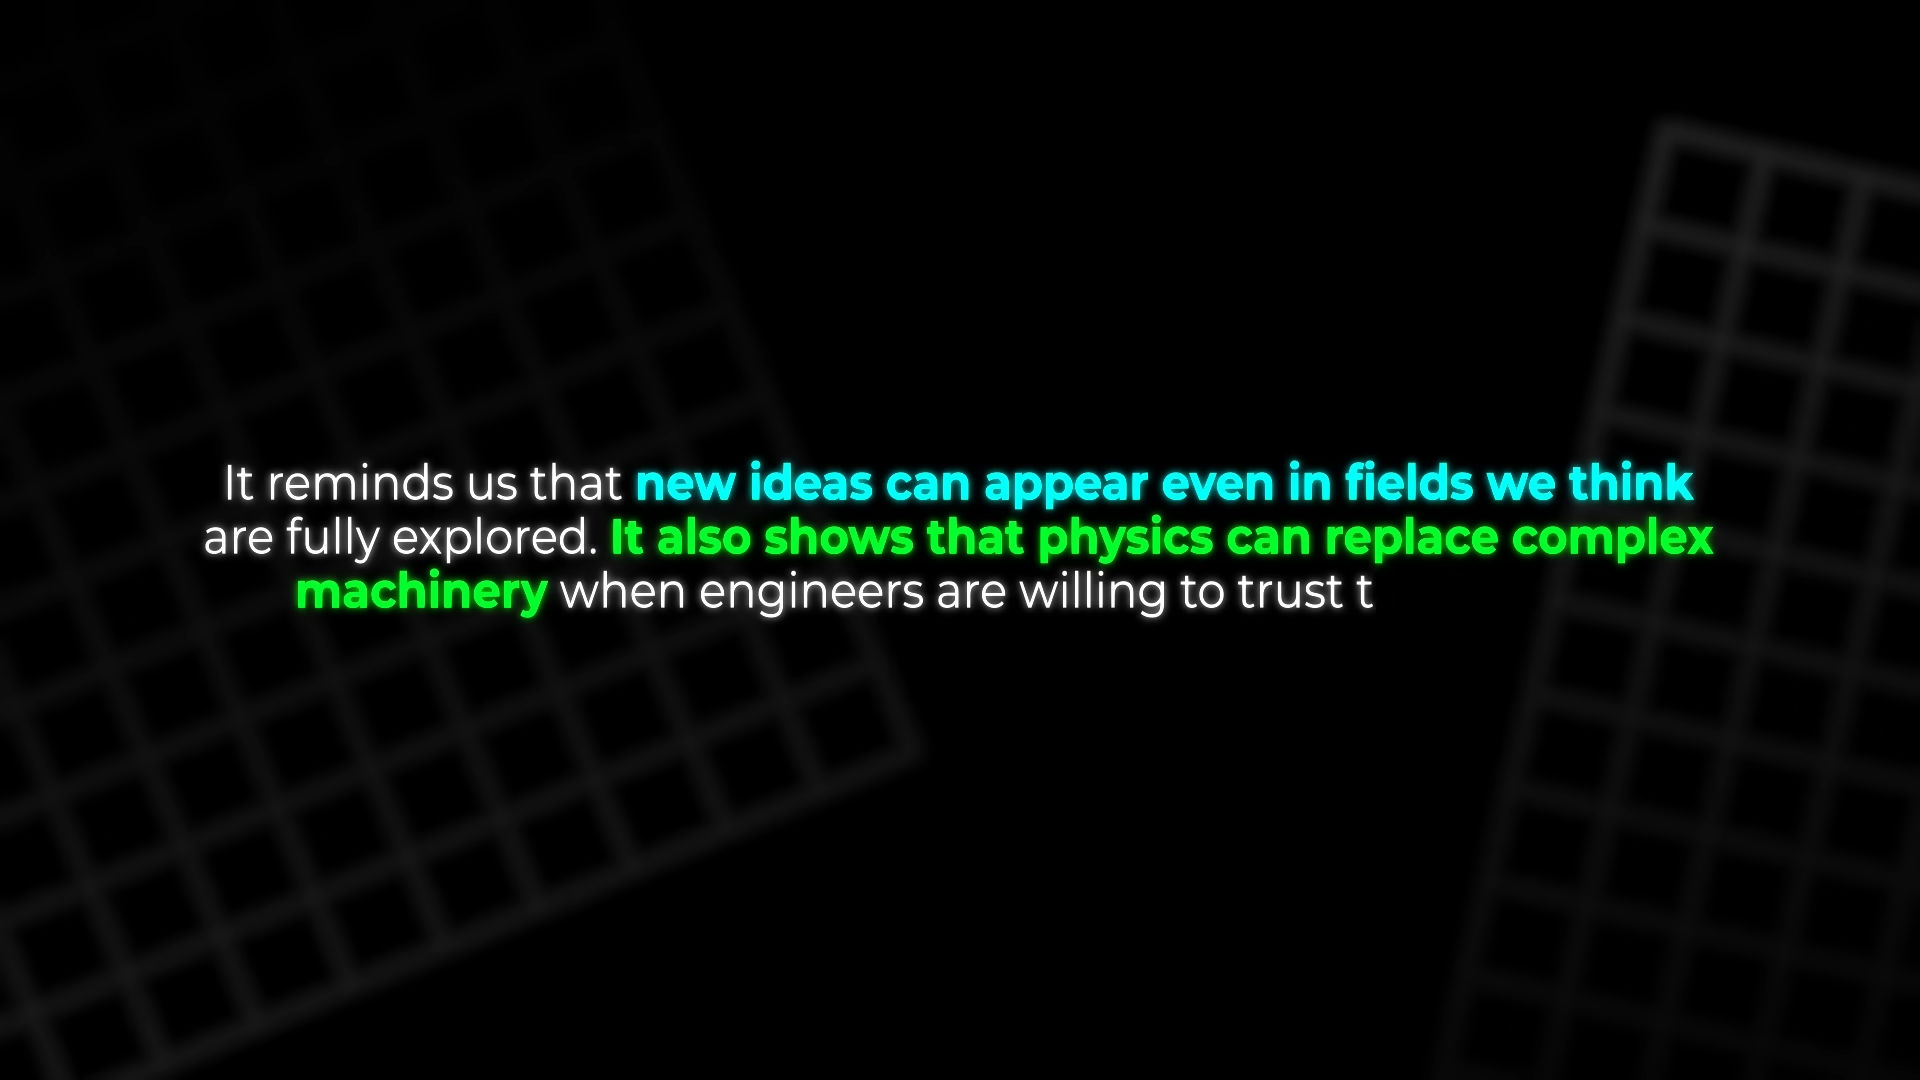 It reminds us that new ideas can appear even in fields we think
are fully explored. It also shows that physics can replace complex
machinery when engineers are willing to trust t